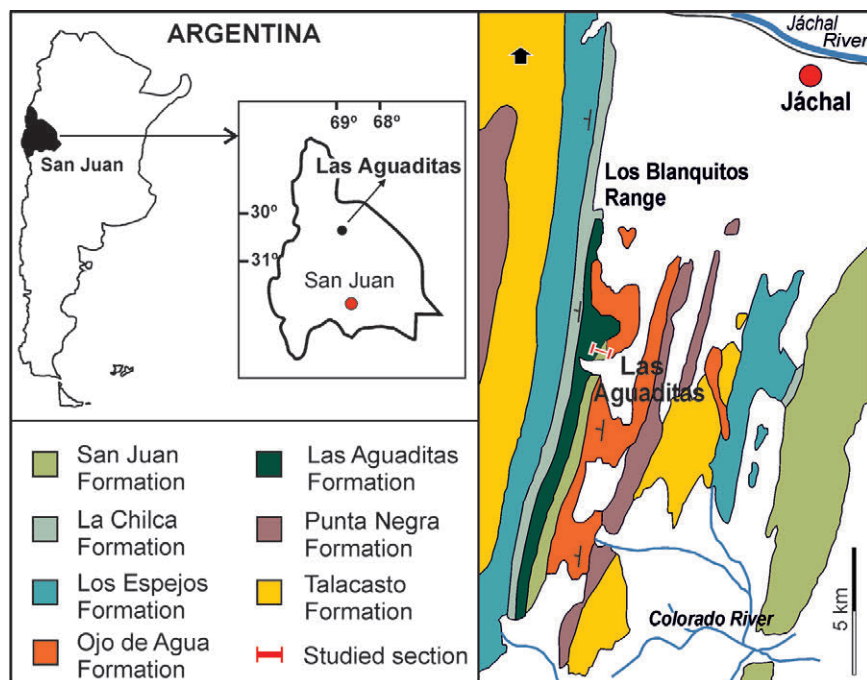 ARGENTINA
San Juan
69º 68º
Las Aguaditas
30º
31º
San Juan
San Juan
Formation
La Chilca
Formation
Los Espejos
Formation
Ojo de Agua
Formation
Las Aguaditas
Formation
Punta Negra
Formation
Talacasto
Formation
Studied section
Jáchal
River
Jáchal
Los Blanquitos
Range
Las
Aguaditas
Colorado River
5 km